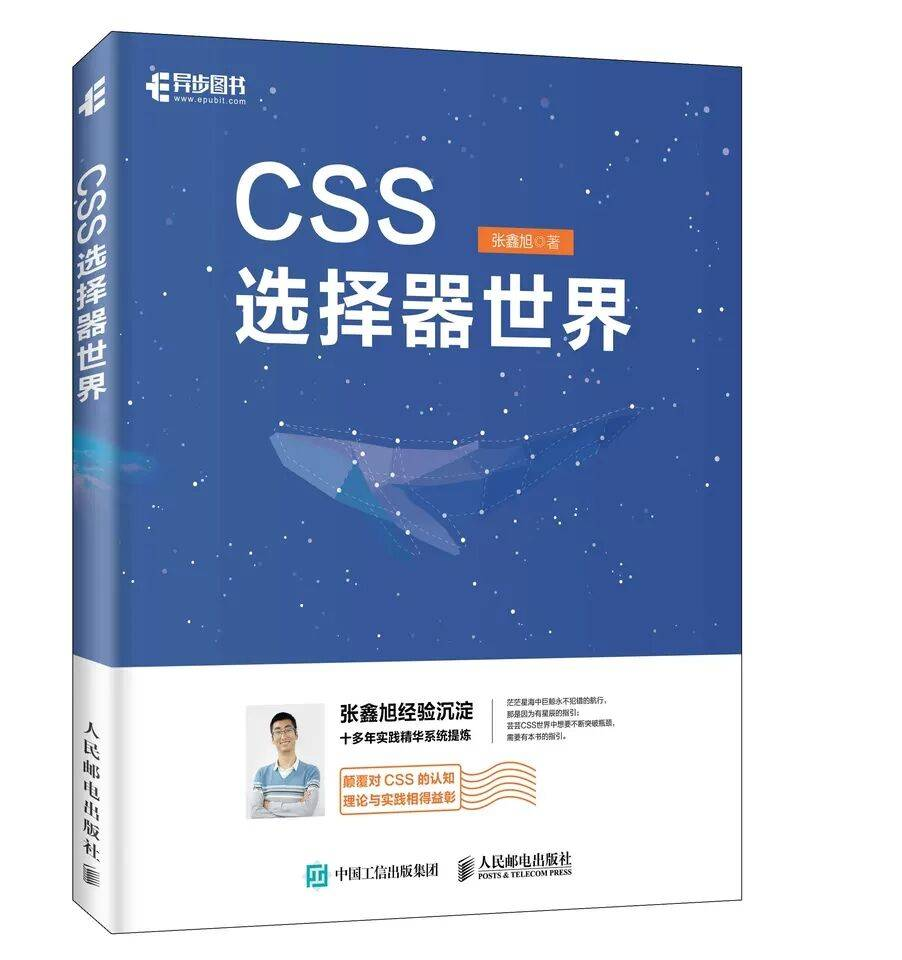 异步图书
www.epubit.com
CSS
选择器世界
张鑫旭◎著
CSS选择器世界
人民邮电出版社
张鑫旭经验沉淀
十多年实践精华系统提炼
茫茫星海中巨鲸永不犯错的航行,
那是因为有星辰的指引;
芸芸CSS世界中想要不断突破瓶颈,
需要有本书的指引。
颠覆对 CSS 的认知
理论与实践相得益彰
中国工信出版集团
人民邮电出版社
POSTS & TELECOM PRESS